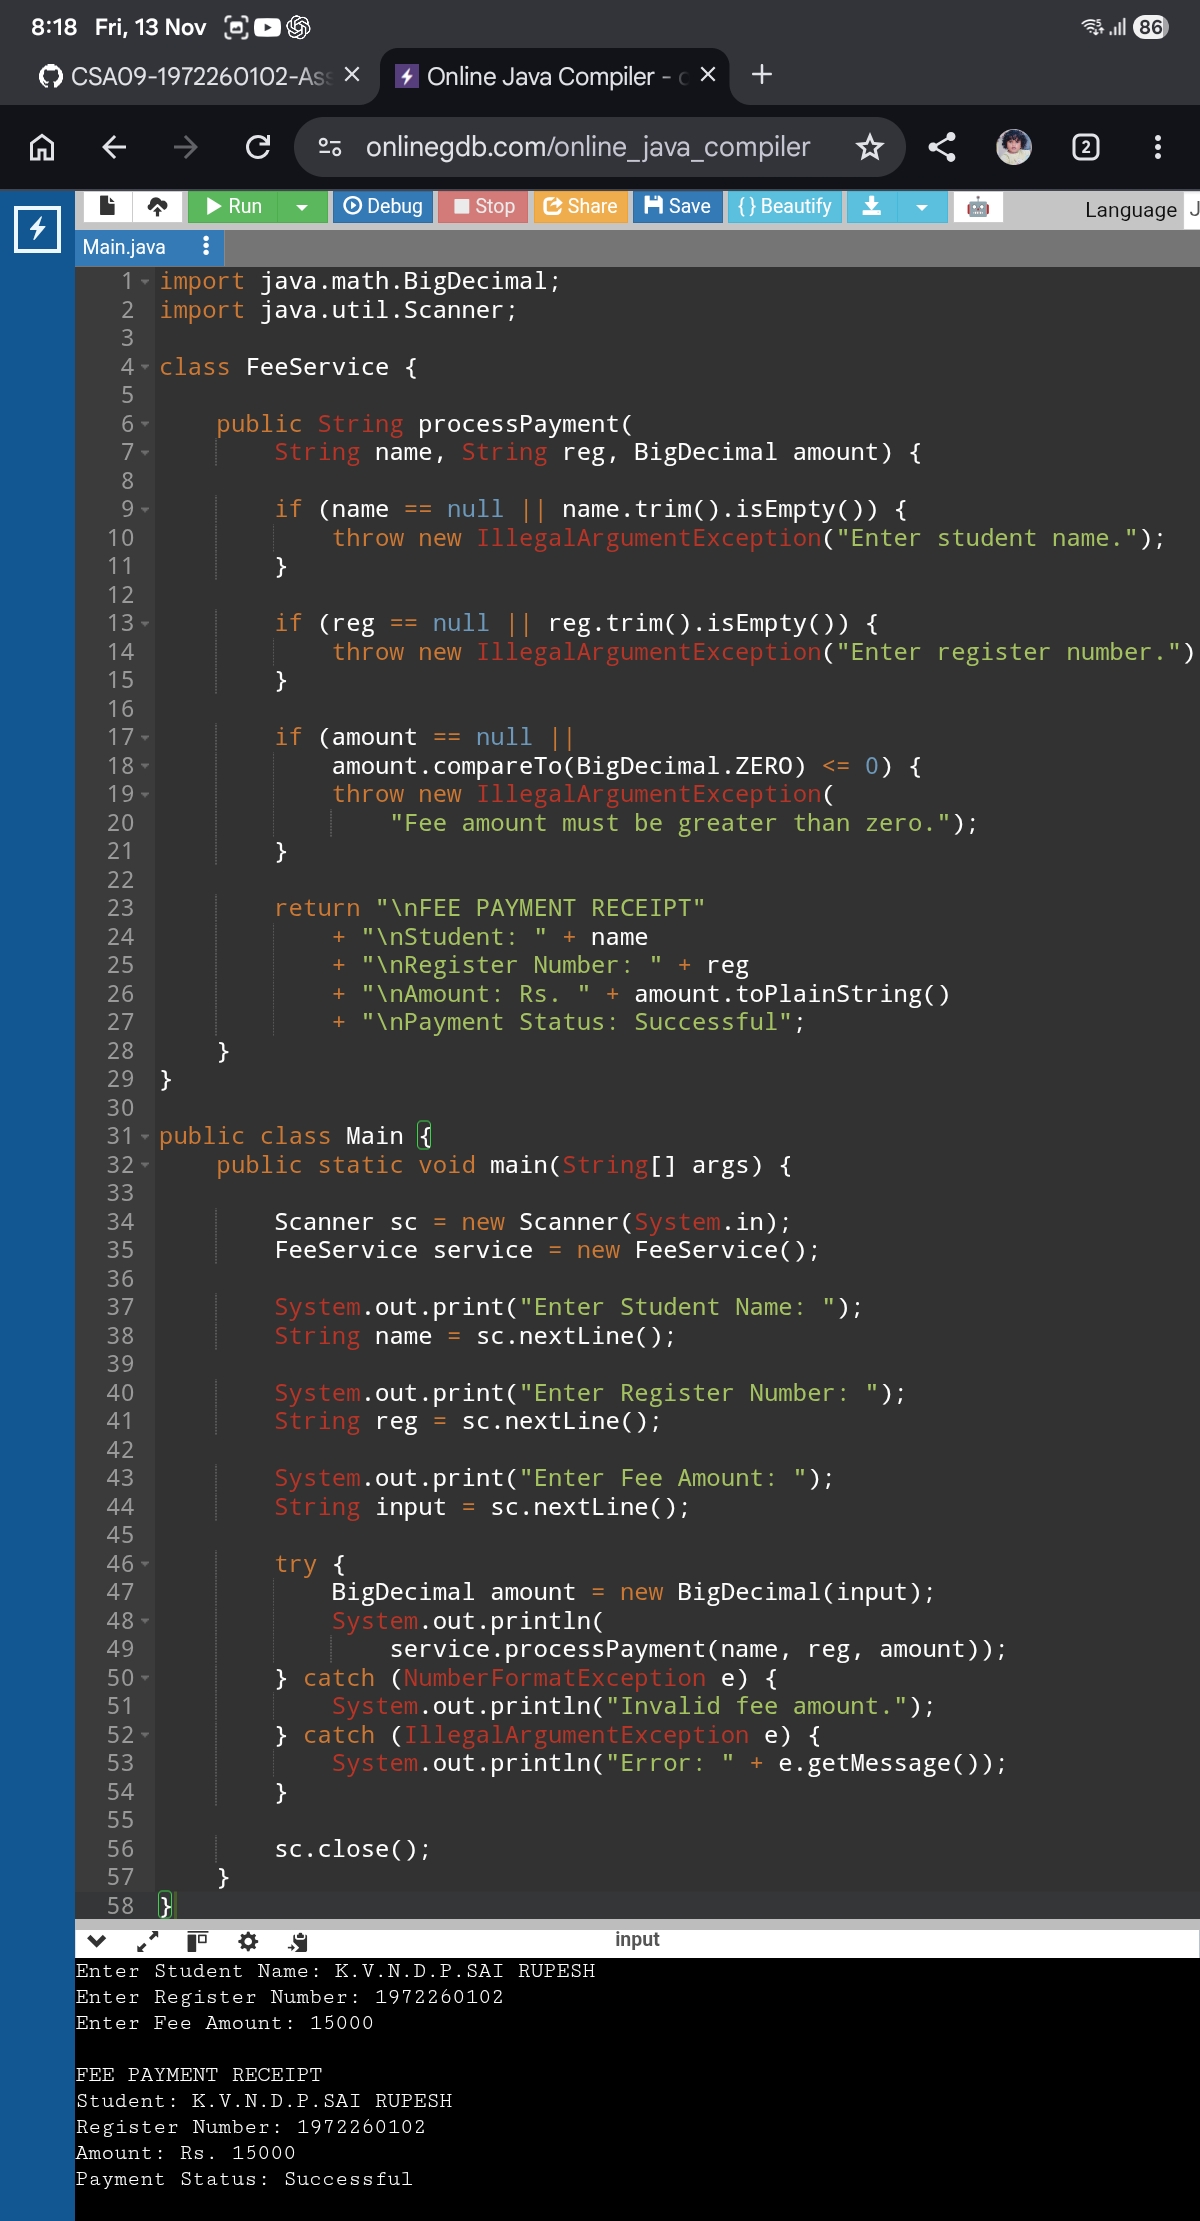 8:18 Fri, 13 Nov 86
CSA09-1972260102-Ass
Online Java Compiler - c
onlinegdb.com/online_java_compiler 2
Run Debug Stop Share Save {} Beautify Language J
Main.java
1 import java.math.BigDecimal;
2 import java.util.Scanner;
3
4 class FeeService {
5
6 public String processPayment(
7 String name, String reg, BigDecimal amount) {
8
9 if (name == null || name.trim().isEmpty()) {
10 throw new IllegalArgumentException("Enter student name.");
11 }
12
13 if (reg == null || reg.trim().isEmpty()) {
14 throw new IllegalArgumentException("Enter register number.")
15 }
16
17 if (amount == null ||
18 amount.compareTo(BigDecimal.ZERO) <= 0) {
19 throw new IllegalArgumentException(
20 "Fee amount must be greater than zero.");
21 }
22
23 return "\nFEE PAYMENT RECEIPT"
24 + "\nStudent: " + name
25 + "\nRegister Number: " + reg
26 + "\nAmount: Rs. " + amount.toPlainString()
27 + "\nPayment Status: Successful";
28 }
29 }
30
31 public class Main {
32 public static void main(String[] args) {
33
34 Scanner sc = new Scanner(System.in);
35 FeeService service = new FeeService();
36
37 System.out.print("Enter Student Name: ");
38 String name = sc.nextLine();
39
40 System.out.print("Enter Register Number: ");
41 String reg = sc.nextLine();
42
43 System.out.print("Enter Fee Amount: ");
44 String input = sc.nextLine();
45
46 try {
47 BigDecimal amount = new BigDecimal(input);
48 System.out.println(
49 service.processPayment(name, reg, amount));
50 } catch (NumberFormatException e) {
51 System.out.println("Invalid fee amount.");
52 } catch (IllegalArgumentException e) {
53 System.out.println("Error: " + e.getMessage());
54 }
55
56 sc.close();
57 }
58 }
input
Enter Student Name: K.V.N.D.P.SAI RUPESH
Enter Register Number: 1972260102
Enter Fee Amount: 15000
FEE PAYMENT RECEIPT
Student: K.V.N.D.P.SAI RUPESH
Register Number: 1972260102
Amount: Rs. 15000
Payment Status: Successful